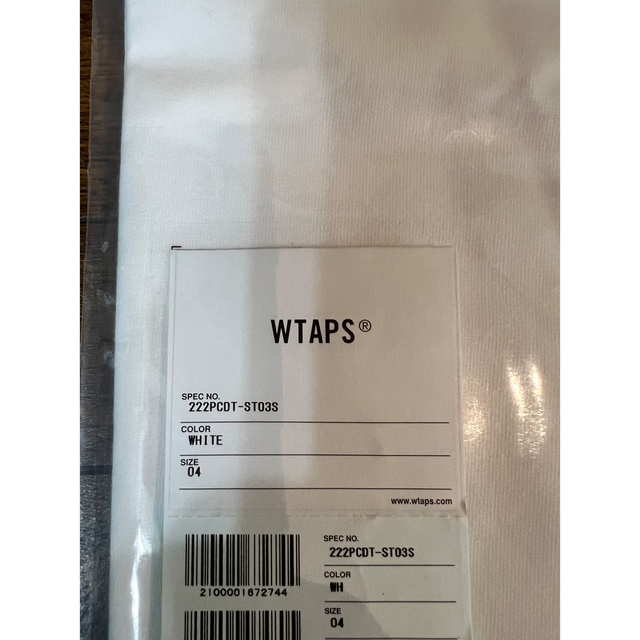 WTAPS®
SPEC NO.
222PCDT-ST03S
COLOR
WHITE
SIZE
04
www.wtaps.com
SPEC NO.
222PCDT-ST03S
COLOR
WH
SIZE
04
2100001672744